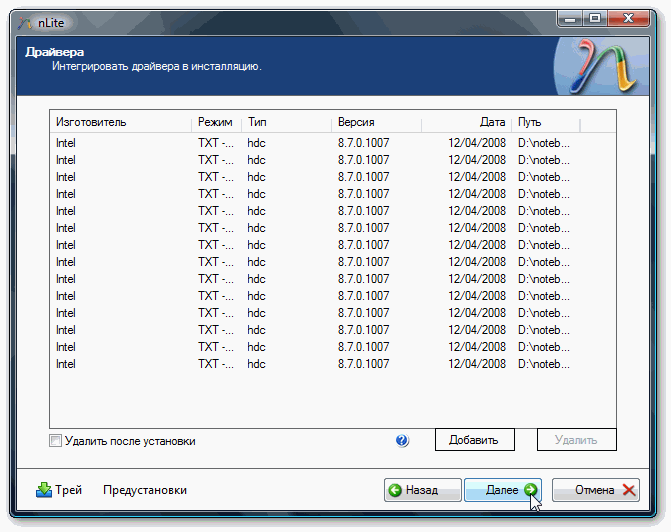 nLite
Драйвера
Интегрировать драйвера в инсталляцию.
Изготовитель Режим Тип Версия Дата Путь
Intel TXT -... hdc 8.7.0.1007 12/04/2008 D:\noteb...
Intel TXT -... hdc 8.7.0.1007 12/04/2008 D:\noteb...
Intel TXT -... hdc 8.7.0.1007 12/04/2008 D:\noteb...
Intel TXT -... hdc 8.7.0.1007 12/04/2008 D:\noteb...
Intel TXT -... hdc 8.7.0.1007 12/04/2008 D:\noteb...
Intel TXT -... hdc 8.7.0.1007 12/04/2008 D:\noteb...
Intel TXT -... hdc 8.7.0.1007 12/04/2008 D:\noteb...
Intel TXT -... hdc 8.7.0.1007 12/04/2008 D:\noteb...
Intel TXT -... hdc 8.7.0.1007 12/04/2008 D:\noteb...
Intel TXT -... hdc 8.7.0.1007 12/04/2008 D:\noteb...
Intel TXT -... hdc 8.7.0.1007 12/04/2008 D:\noteb...
Intel TXT -... hdc 8.7.0.1007 12/04/2008 D:\noteb...
Intel TXT -... hdc 8.7.0.1007 12/04/2008 D:\noteb...
Intel TXT -... hdc 8.7.0.1007 12/04/2008 D:\noteb...
Удалить после установки ? Добавить Удалить
Трей Предустановки Назад Далее Отмена